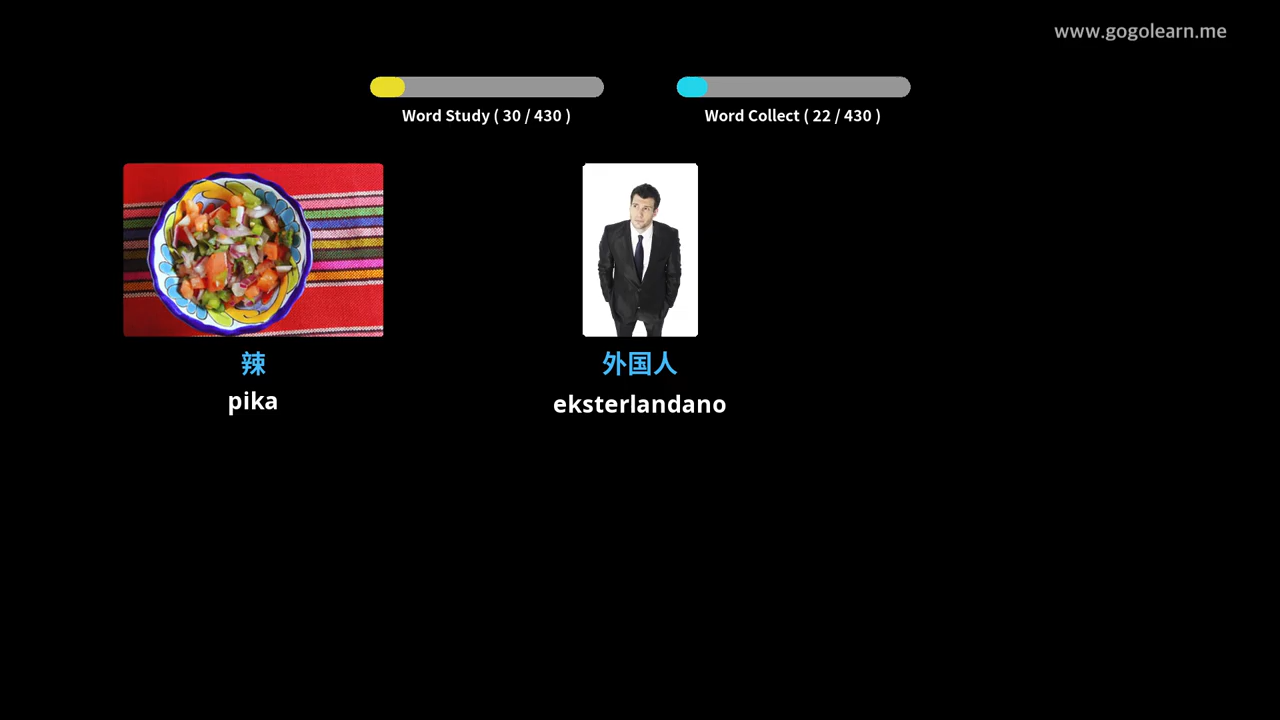 www.gogolearn.me
Word Study ( 30 / 430 )
Word Collect ( 22 / 430 )
辣
pika
外国人
eksterlandano